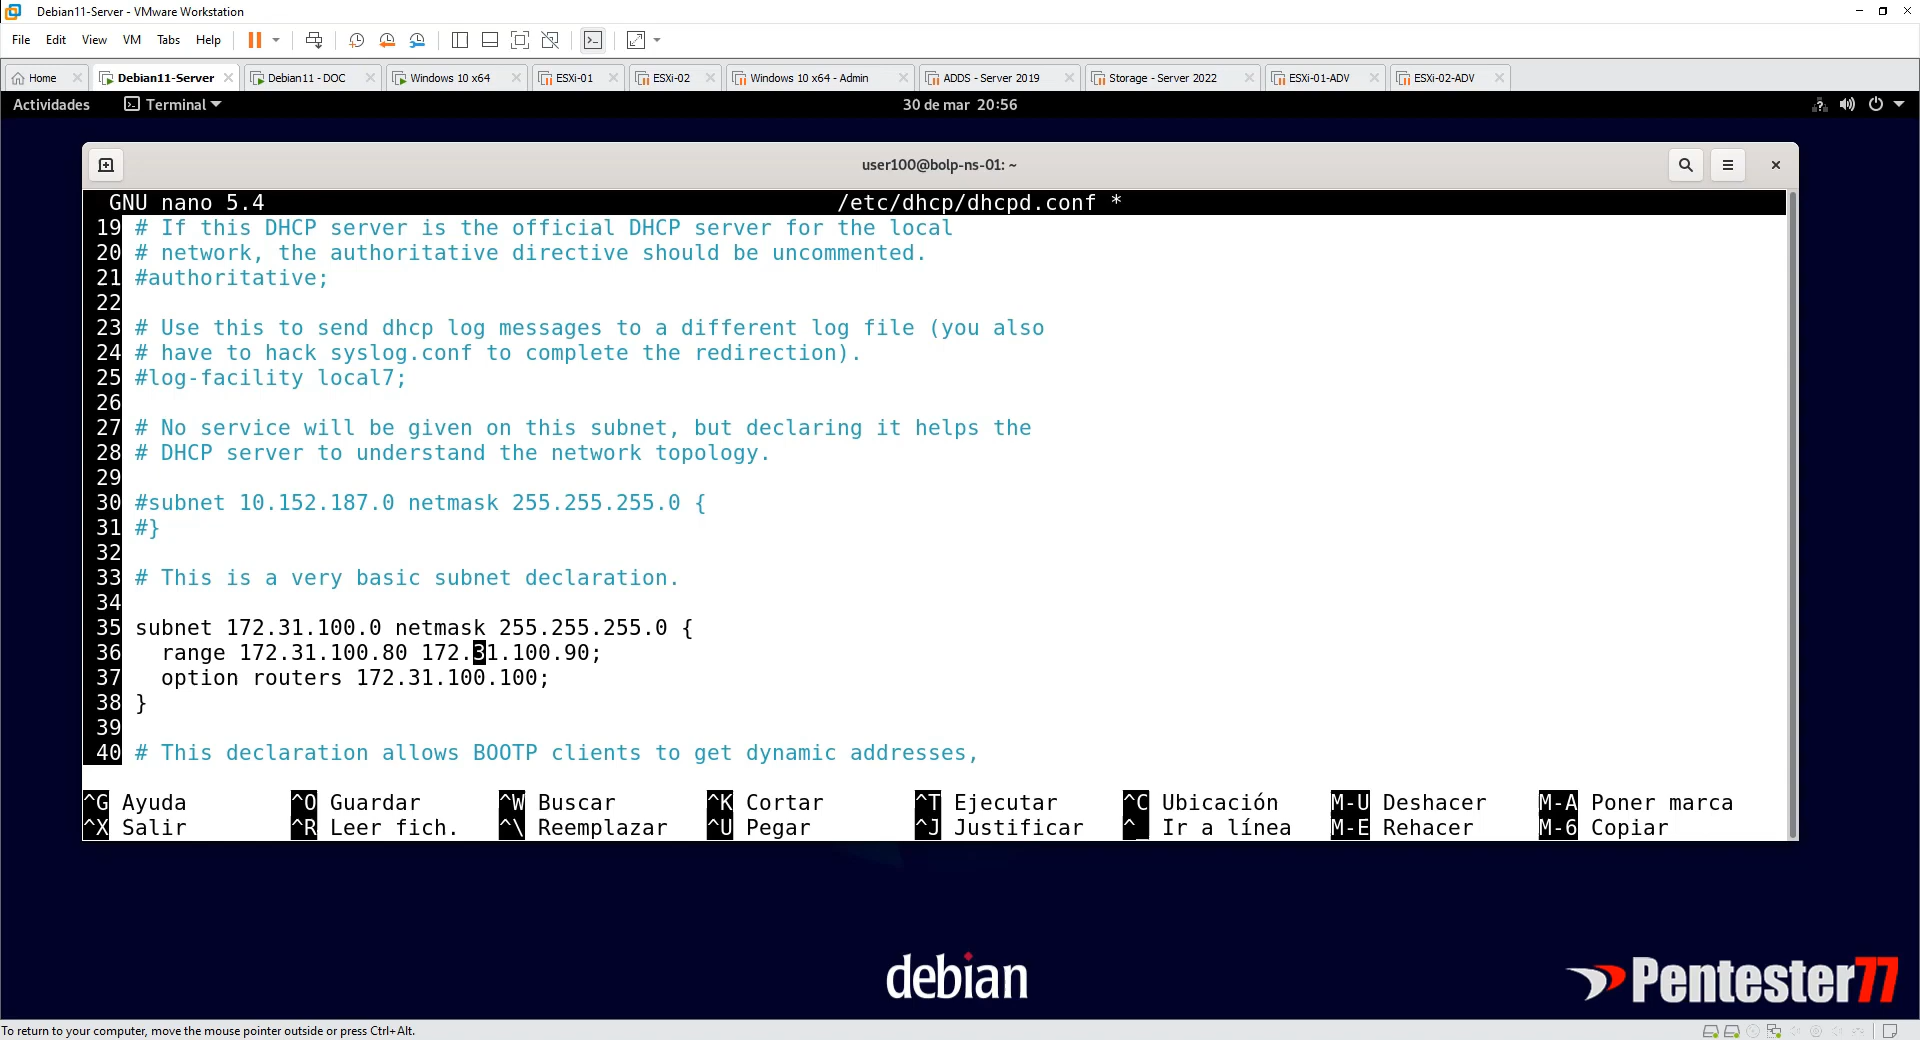 Debian11-Server - VMware Workstation
File Edit View VM Tabs Help
Home Debian11-Server Debian11 - DOC Windows 10 x64 ESXi-01 ESXi-02 Windows 10 x64 - Admin ADDS - Server 2019 Storage - Server 2022 ESXi-01-ADV ESXi-02-ADV
Actividades Terminal 30 de mar 20:56
user100@bolp-ns-01: ~
GNU nano 5.4 /etc/dhcp/dhcpd.conf *
19 # If this DHCP server is the official DHCP server for the local
20 # network, the authoritative directive should be uncommented.
21 #authoritative;
22
23 # Use this to send dhcp log messages to a different log file (you also
24 # have to hack syslog.conf to complete the redirection).
25 #log-facility local7;
26
27 # No service will be given on this subnet, but declaring it helps the
28 # DHCP server to understand the network topology.
29
30 #subnet 10.152.187.0 netmask 255.255.255.0 {
31 #}
32
33 # This is a very basic subnet declaration.
34
35 subnet 172.31.100.0 netmask 255.255.255.0 {
36   range 172.31.100.80 172.31.100.90;
37   option routers 172.31.100.100;
38 }
39
40 # This declaration allows BOOTP clients to get dynamic addresses,
^G Ayuda ^O Guardar ^W Buscar ^K Cortar ^T Ejecutar ^C Ubicación M-U Deshacer M-A Poner marca
^X Salir ^R Leer fich. ^\ Reemplazar ^U Pegar ^J Justificar ^_ Ir a línea M-E Rehacer M-6 Copiar
debian
Pentester77
To return to your computer, move the mouse pointer outside or press Ctrl+Alt.